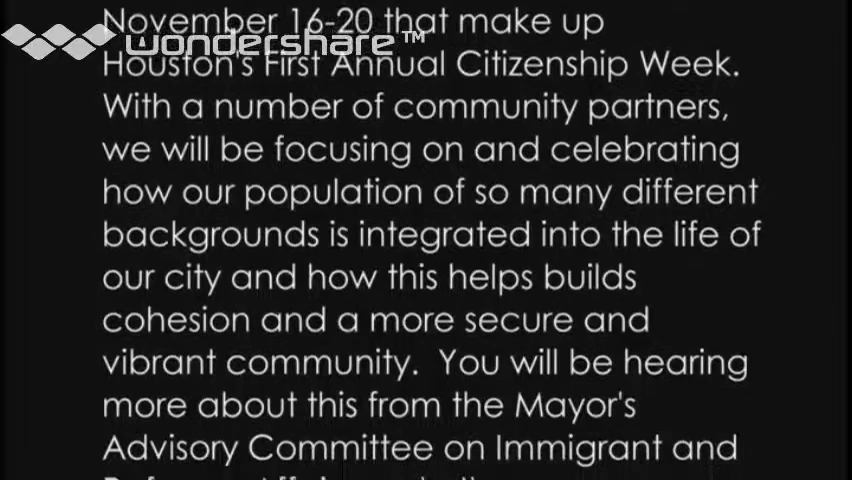 November 16-20 that make up
wondershare™
Houston's First Annual Citizenship Week.
With a number of community partners,
we will be focusing on and celebrating
how our population of so many different
backgrounds is integrated into the life of
our city and how this helps builds
cohesion and a more secure and
vibrant community. You will be hearing
more about this from the Mayor's
Advisory Committee on Immigrant and